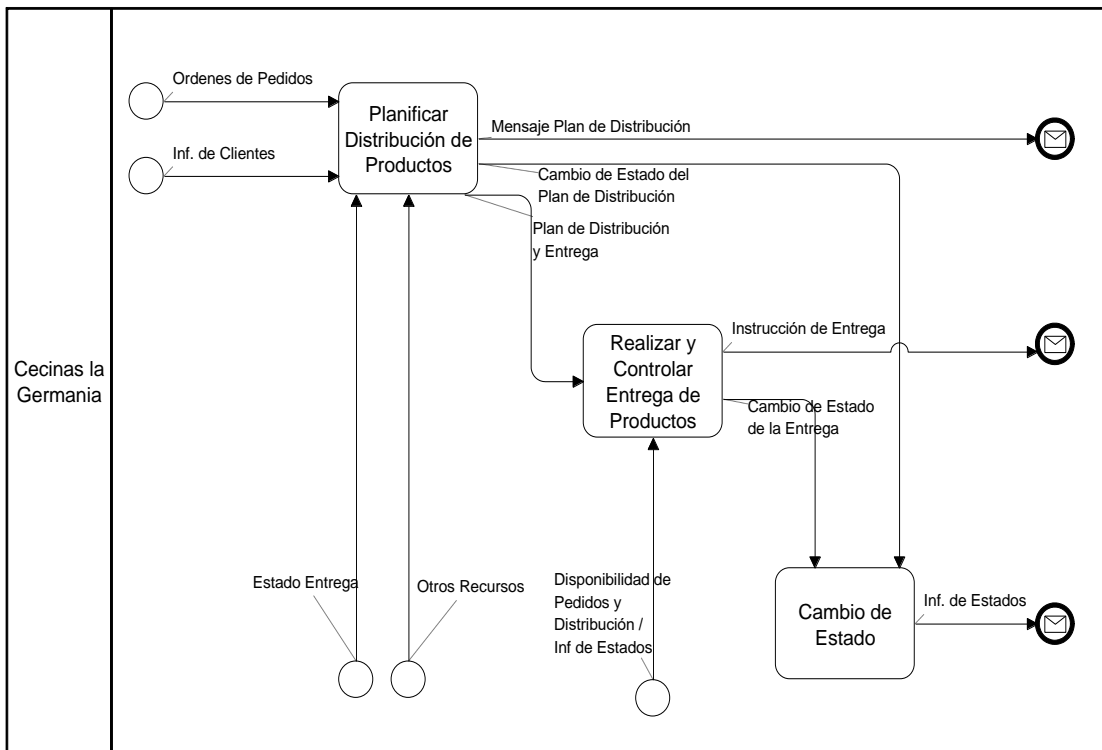 Cecinas la
Germania
Ordenes de Pedidos
Inf. de Clientes
Planificar
Distribución de
Productos
Mensaje Plan de Distribución
Cambio de Estado del
Plan de Distribución
Plan de Distribución
y Entrega
Realizar y
Controlar
Entrega de
Productos
Instrucción de Entrega
Cambio de Estado
de la Entrega
Estado Entrega
Otros Recursos
Disponibilidad de
Pedidos y
Distribución /
Inf de Estados
Cambio de
Estado
Inf. de Estados